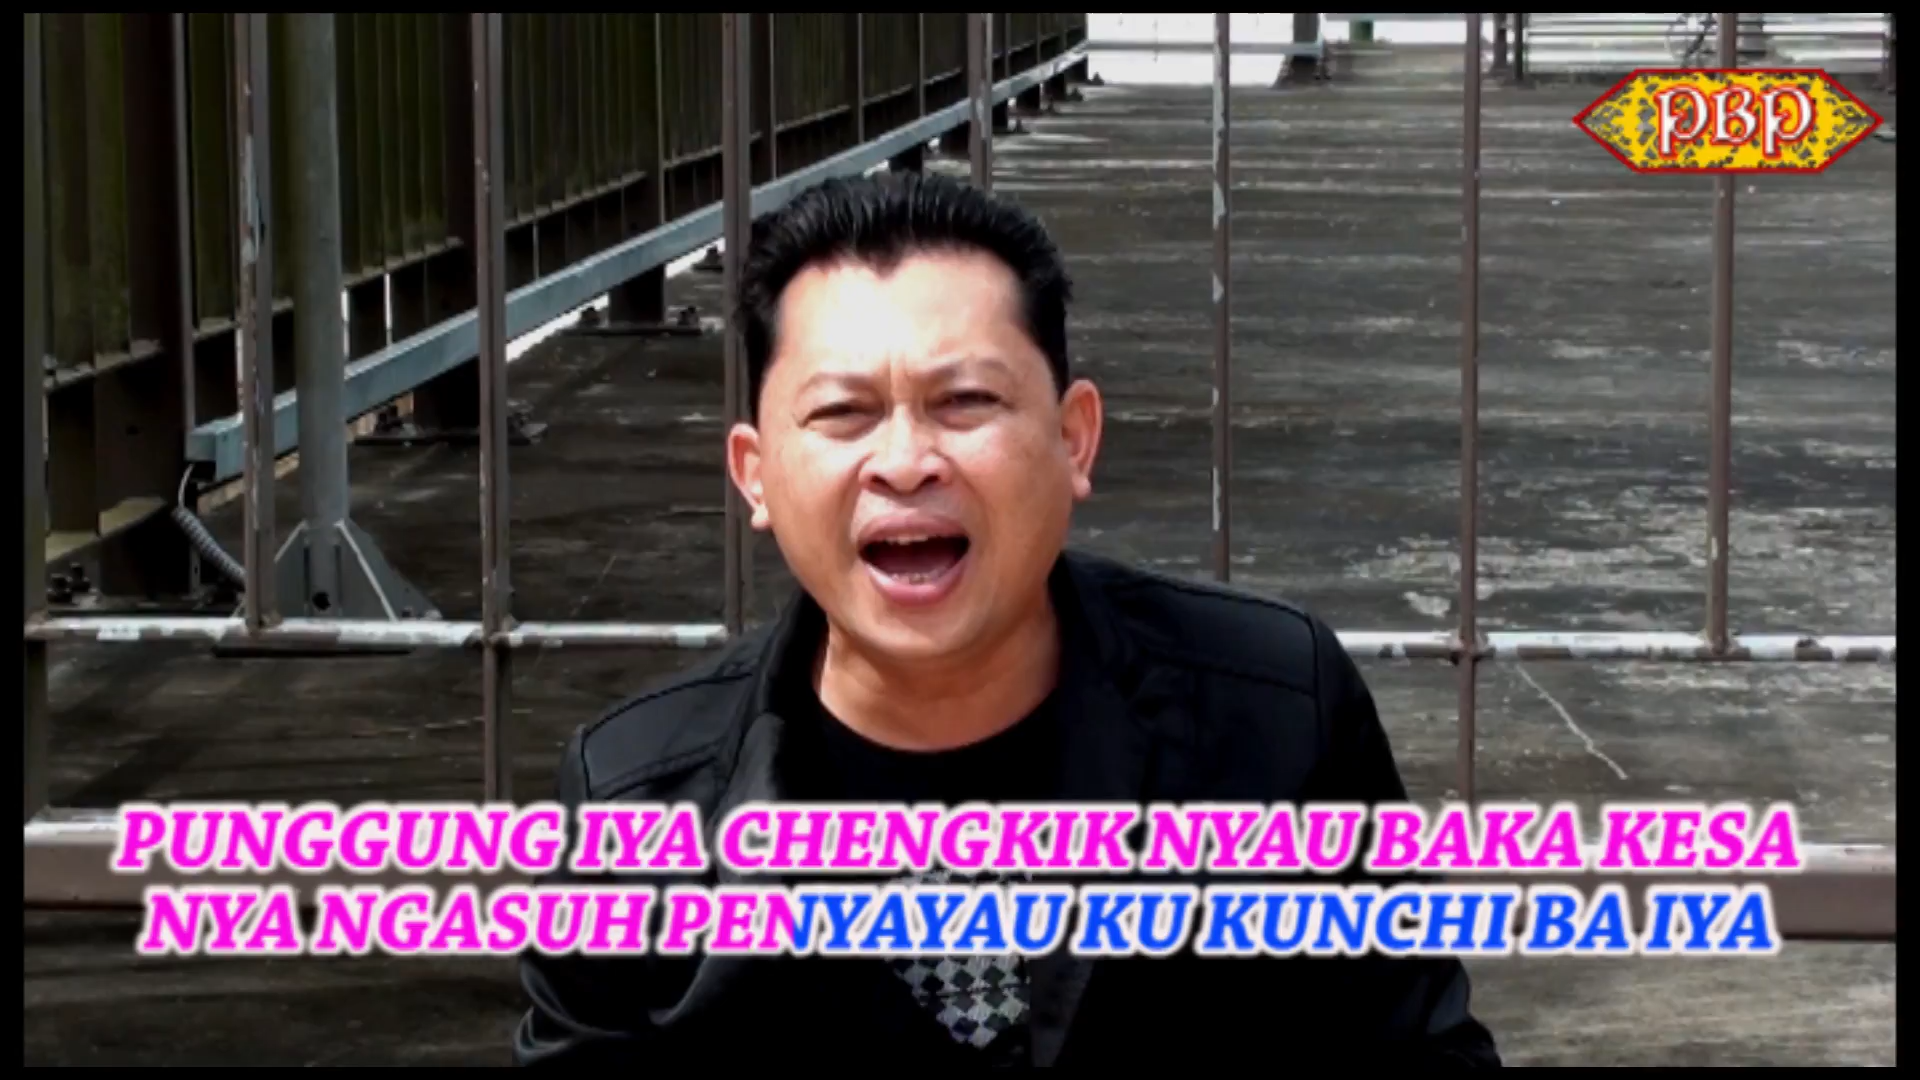 PBP
PUNGGUNG IYA CHENGKIK NYAU BAKA KESA
NYA NGASUH PENYAYAU KU KUNCHI BA IYA